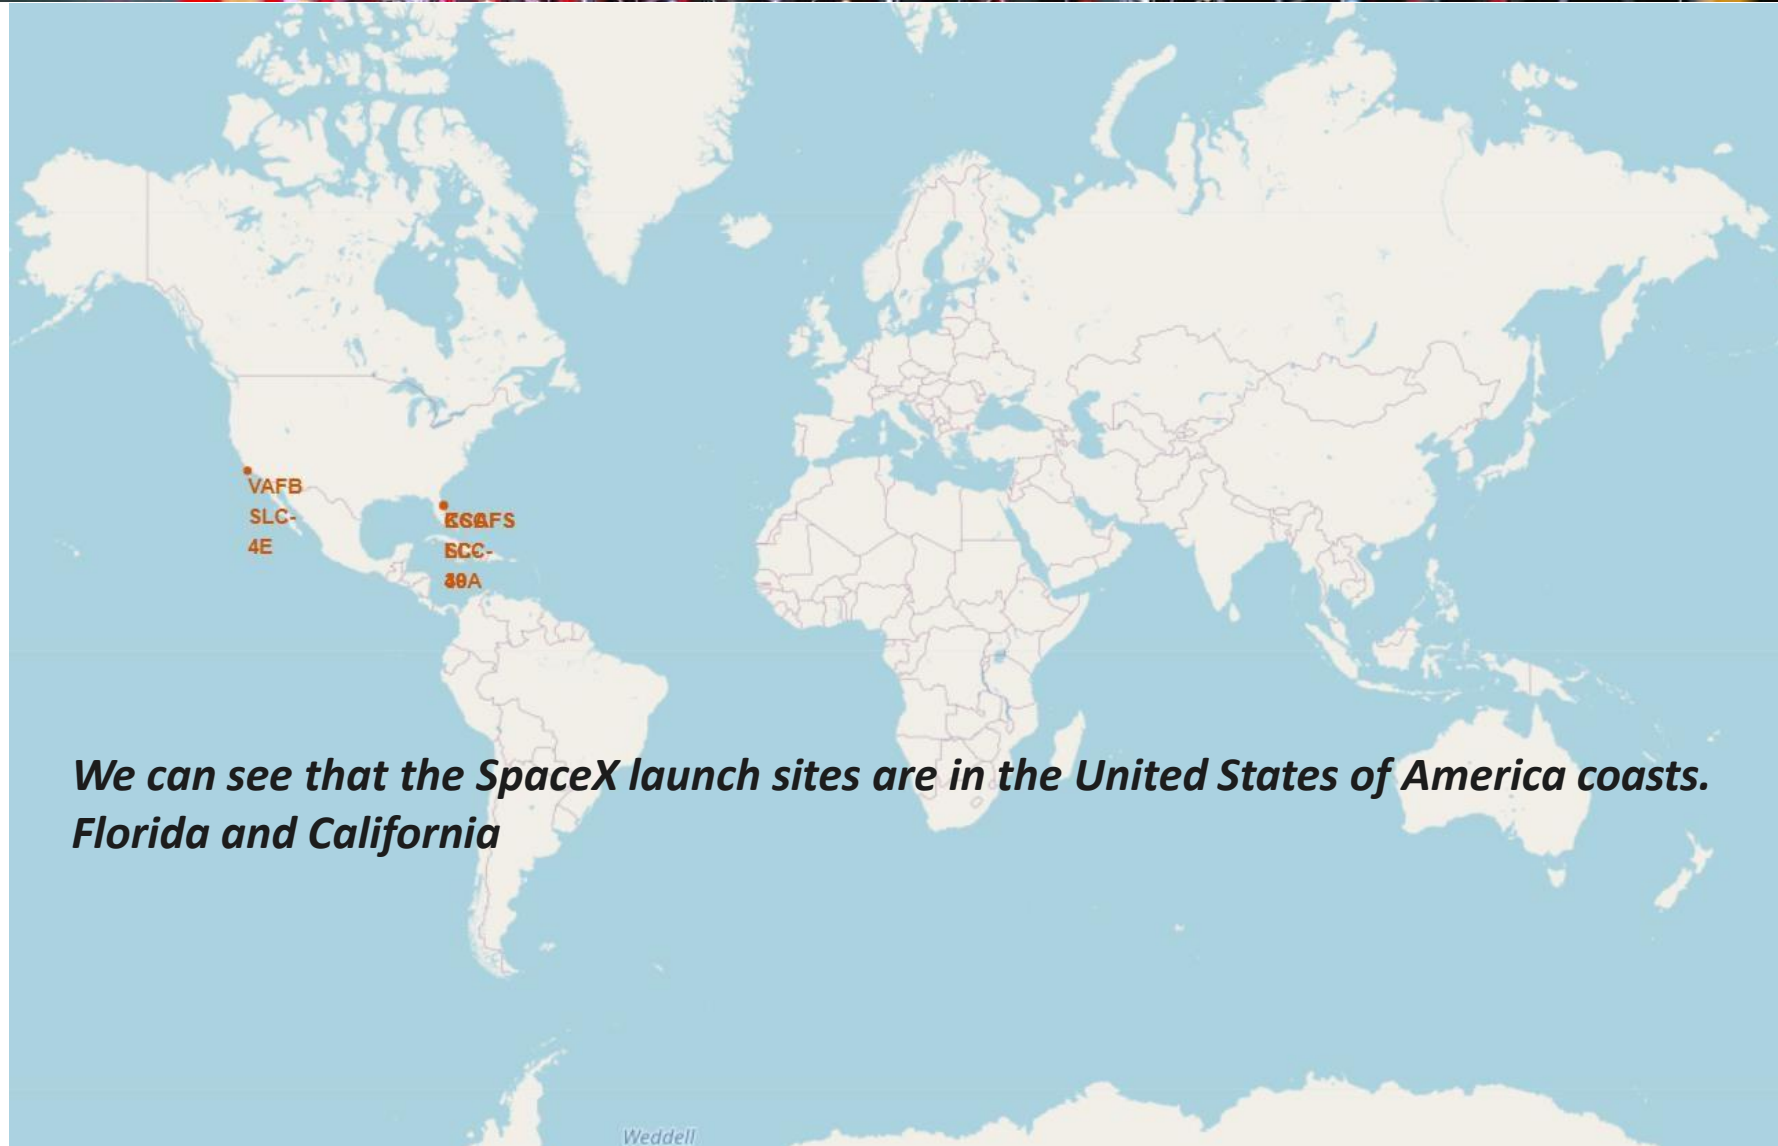 VAFB
SLC-
4E
We can see that the SpaceX launch sites are in the United States of America coasts.
Florida and California
Weddell